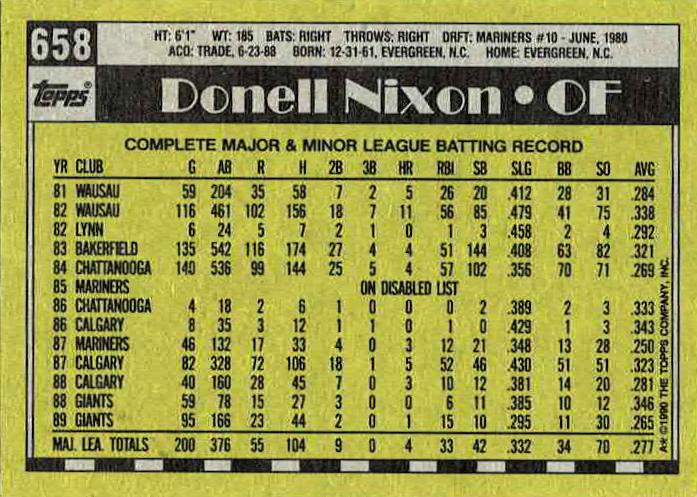 658
HT: 6'1" WT: 185 BATS: RIGHT THROWS: RIGHT DRFT: MARINERS #10 - JUNE, 1980
ACQ: TRADE, 6-23-88 BORN: 12-31-61, EVERGREEN, N.C. HOME: EVERGREEN, N.C.
Topps
Donell Nixon • OF
COMPLETE MAJOR & MINOR LEAGUE BATTING RECORD
YR CLUB G AB R H 2B 3B HR RBI SB SLG BB SO AVG
81 WAUSAU 59 204 35 58 7 2 5 26 20 .412 28 31 .284
82 WAUSAU 116 461 102 156 18 7 11 56 85 .479 41 75 .338
82 LYNN 6 24 5 7 2 1 0 1 3 .458 2 4 .292
83 BAKERFIELD 135 542 116 174 27 4 4 51 144 .408 63 82 .321
84 CHATTANOOGA 140 536 99 144 25 5 4 57 102 .356 70 71 .269
85 MARINERS ON DISABLED LIST
86 CHATTANOOGA 4 18 2 6 1 0 0 0 2 .389 2 3 .333
86 CALGARY 8 35 3 12 1 1 0 1 0 .429 1 3 .343
87 MARINERS 46 132 17 33 4 0 3 12 21 .348 13 28 .250
87 CALGARY 82 328 72 106 18 1 5 52 46 .430 51 51 .323
88 CALGARY 40 160 28 45 7 0 3 10 12 .381 14 20 .281
88 GIANTS 59 78 15 27 3 0 0 6 11 .385 10 12 .346
89 GIANTS 95 166 23 44 2 0 1 15 10 .295 11 30 .265
MAJ. LEA. TOTALS 200 376 55 104 9 0 4 33 42 .332 34 70 .277
A** ©1990 THE TOPPS COMPANY, INC.